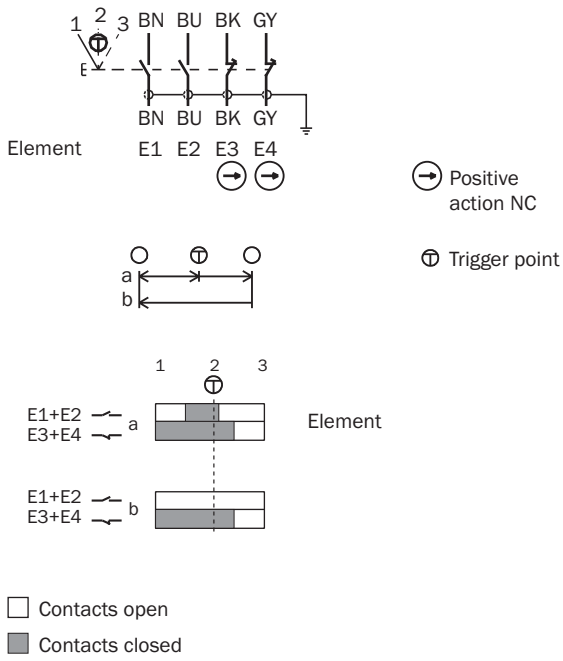 1 2 3 BN BU BK GY
E
BN BU BK GY
Element E1 E2 E3 E4
Positive
action NC
T Trigger point
T
a
b
1 2 3
T
E1+E2
E3+E4
a
Element
E1+E2
E3+E4
b
Contacts open
Contacts closed